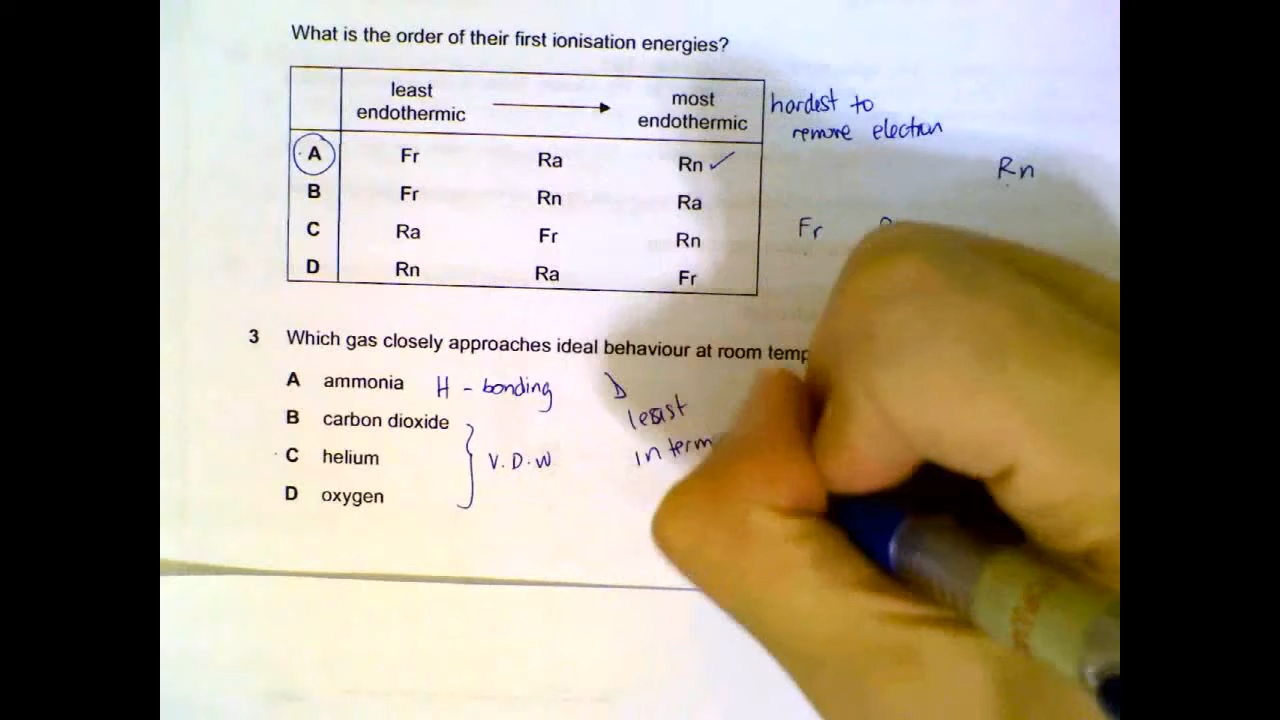 What is the order of their first ionisation energies?
least endothermic most endothermic
hardest to
remove electron
A Fr Ra Rn ✓
Rn
B Fr Rn Ra
C Ra Fr Rn
Fr
D Rn Ra Fr
3 Which gas closely approaches ideal behaviour at room
A ammonia H - bonding
B carbon dioxide least
C helium V.D.W
D oxygen